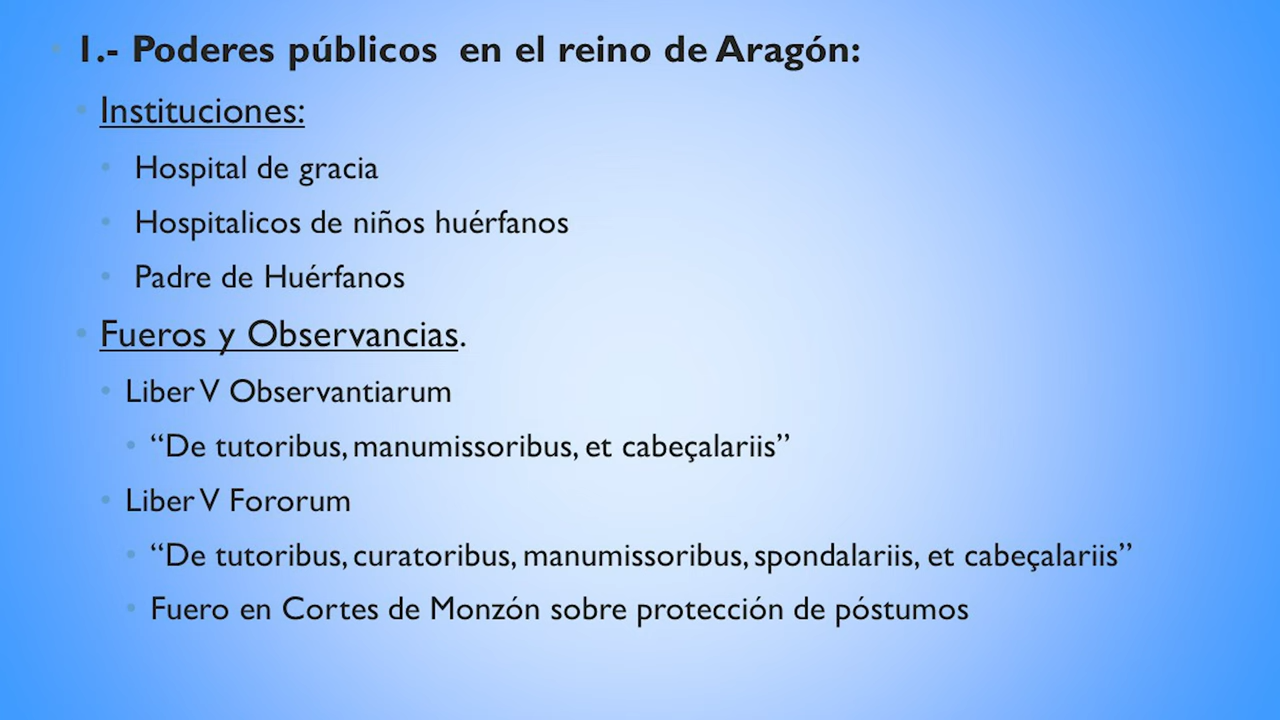 1.- Poderes públicos en el reino de Aragón:
Instituciones:
Hospital de gracia
Hospitalicos de niños huérfanos
Padre de Huérfanos
Fueros y Observancias.
Liber V Observantiarum
“De tutoribus, manumissoribus, et cabeçalariis”
Liber V Fororum
“De tutoribus, curatoribus, manumissoribus, spondalariis, et cabeçalariis”
Fuero en Cortes de Monzón sobre protección de póstumos